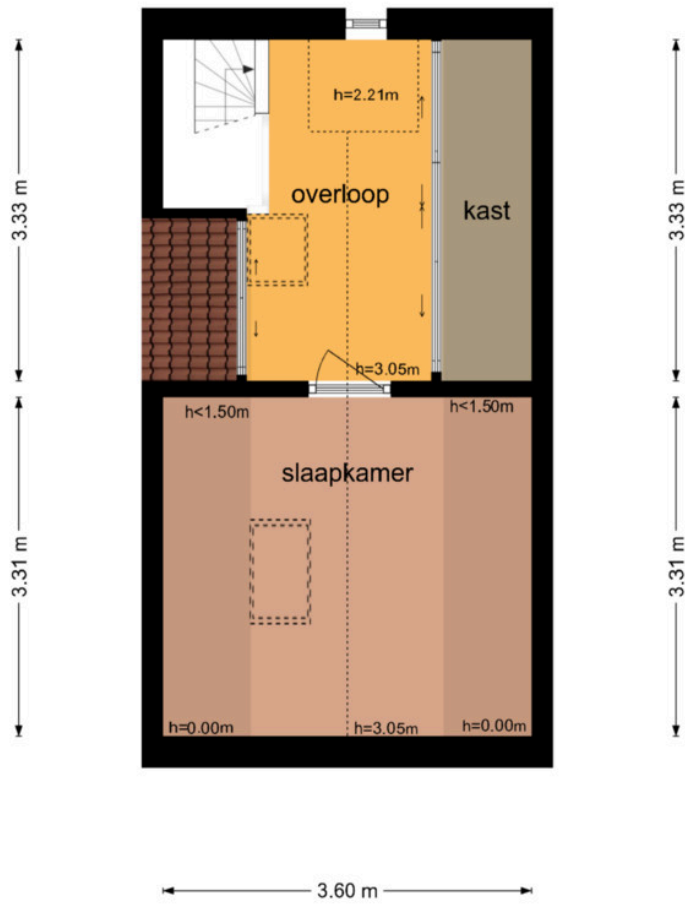 h=2.21m
3.33 m
3.33 m
overloop
kast
h=3.05m
h<1.50m
h<1.50m
slaapkamer
3.31 m
3.31 m
h=0.00m
h=3.05m
h=0.00m
3.60 m